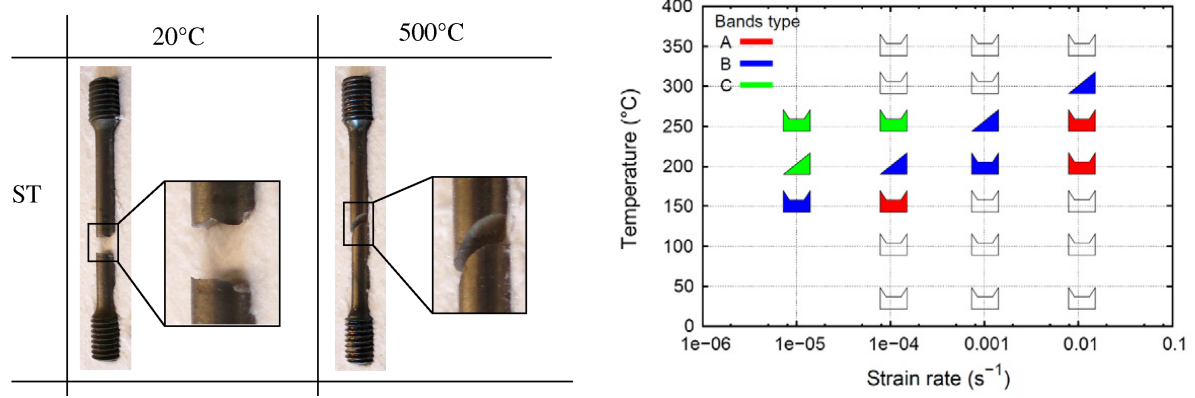 20°C
500°C
ST
400
350
300
250
200
150
100
50
0
Temperature (°C)
Bands type
A
B
C
1e−06
1e−05
1e−04
0.001
0.01
0.1
Strain rate (s⁻¹)